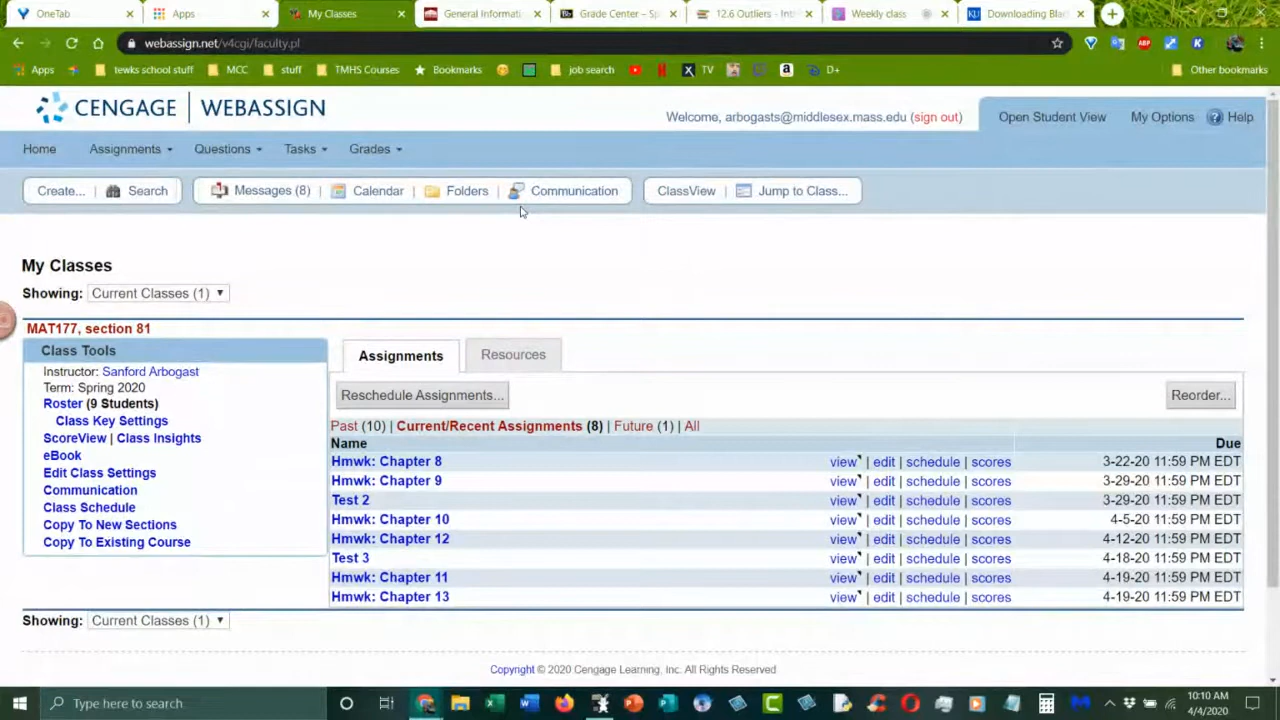 OneTab
Apps
My Classes
General Informati
Grade Center – Sp
12.6 Outliers - Int
Weekly class
Downloading Bla
webassign.net/v4cgi/faculty.pl
Apps
tewks school stuff
MCC
stuff
TMHS Courses
Bookmarks
job search
TV
D+
Other bookmarks
CENGAGE | WEBASSIGN
Welcome, arbogasts@middlesex.mass.edu (sign out)
Open Student View
My Options
Help
Home
Assignments
Questions
Tasks
Grades
Create... | Search
Messages (8) | Calendar | Folders | Communication
ClassView | Jump to Class...
My Classes
Showing: Current Classes (1)
MAT177, section 81
Class Tools
Instructor: Sanford Arbogast
Term: Spring 2020
Roster (9 Students)
Class Key Settings
ScoreView | Class Insights
eBook
Edit Class Settings
Communication
Class Schedule
Copy To New Sections
Copy To Existing Course
Assignments
Resources
Reschedule Assignments...
Reorder...
Past (10) | Current/Recent Assignments (8) | Future (1) | All
Name Due
Hmwk: Chapter 8 view | edit | schedule | scores 3-22-20 11:59 PM EDT
Hmwk: Chapter 9 view | edit | schedule | scores 3-29-20 11:59 PM EDT
Test 2 view | edit | schedule | scores 3-29-20 11:59 PM EDT
Hmwk: Chapter 10 view | edit | schedule | scores 4-5-20 11:59 PM EDT
Hmwk: Chapter 12 view | edit | schedule | scores 4-12-20 11:59 PM EDT
Test 3 view | edit | schedule | scores 4-18-20 11:59 PM EDT
Hmwk: Chapter 11 view | edit | schedule | scores 4-19-20 11:59 PM EDT
Hmwk: Chapter 13 view | edit | schedule | scores 4-19-20 11:59 PM EDT
Showing: Current Classes (1)
Copyright © 2020 Cengage Learning, Inc. All Rights Reserved
Type here to search
10:10 AM
4/4/2020